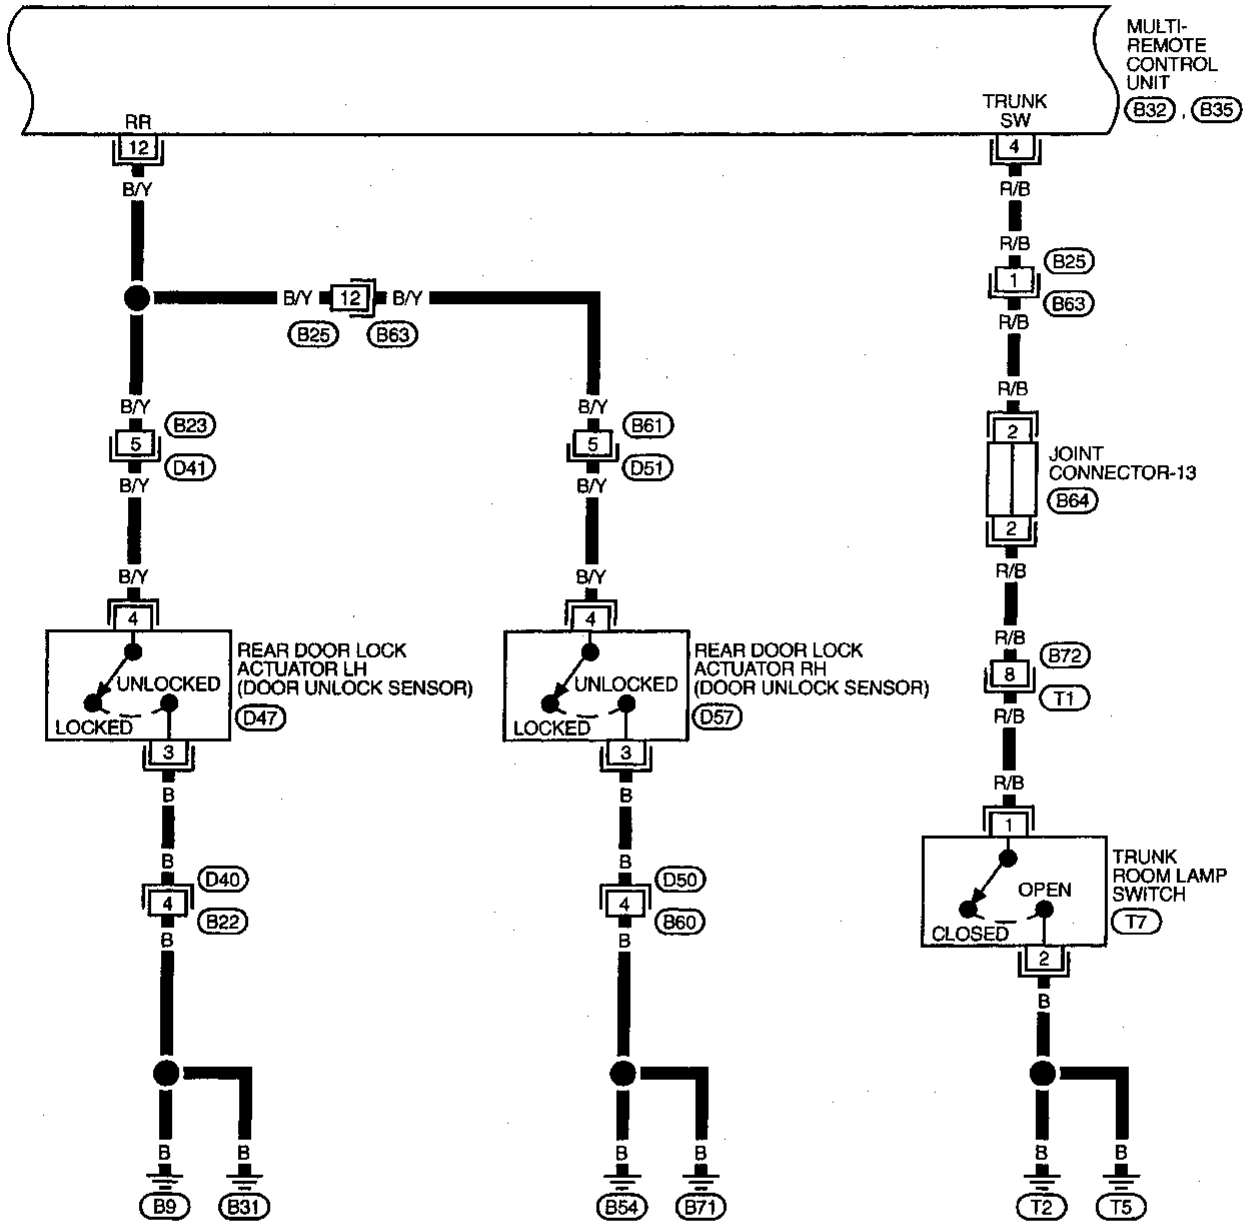 MULTI-
REMOTE
CONTROL
UNIT
B32 , B35
RR
12
TRUNK
SW
4
B/Y
R/B
R/B
1
B25
B63
R/B
B/Y
12
B/Y
B25
B63
B/Y
5
B23
D41
B/Y
B/Y
5
B61
D51
B/Y
R/B
2
JOINT
CONNECTOR-13
B64
2
R/B
B/Y
4
UNLOCKED
LOCKED
3
REAR DOOR LOCK
ACTUATOR LH
(DOOR UNLOCK SENSOR)
D47
B/Y
4
UNLOCKED
LOCKED
3
REAR DOOR LOCK
ACTUATOR RH
(DOOR UNLOCK SENSOR)
D57
R/B
8
B72
T1
R/B
R/B
1
OPEN
CLOSED
2
TRUNK
ROOM LAMP
SWITCH
T7
B
B
4
D40
B22
B
B
B
4
D50
B60
B
B
B
B
B9
B31
B
B
B54
B71
B
B
T2
T5